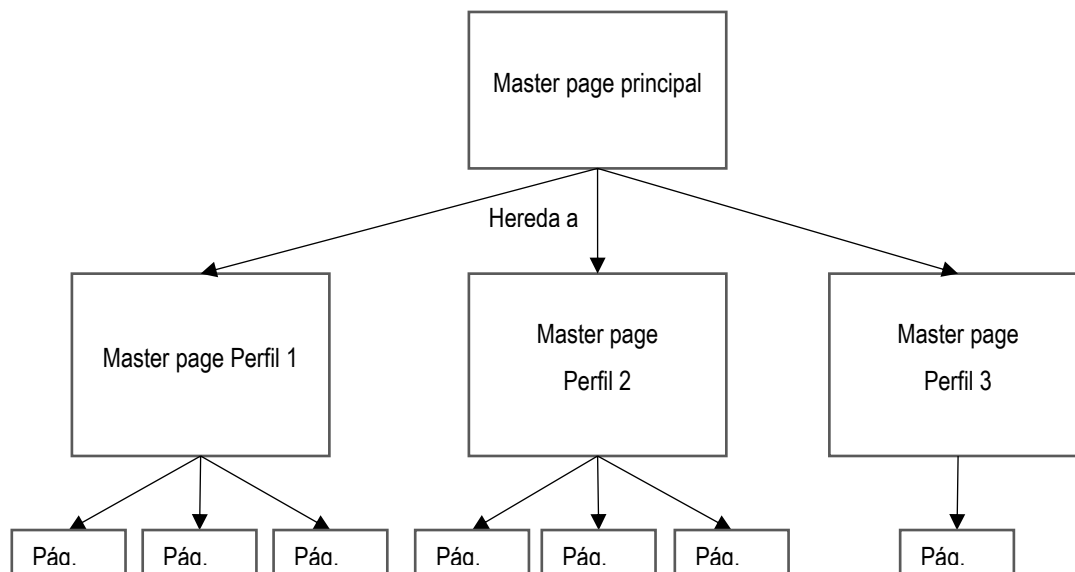 Master page principal
Hereda a
Master page Perfil 1
Master page
Perfil 2
Master page
Perfil 3
Pág.
Pág.
Pág.
Pág.
Pág.
Pág.
Pág.